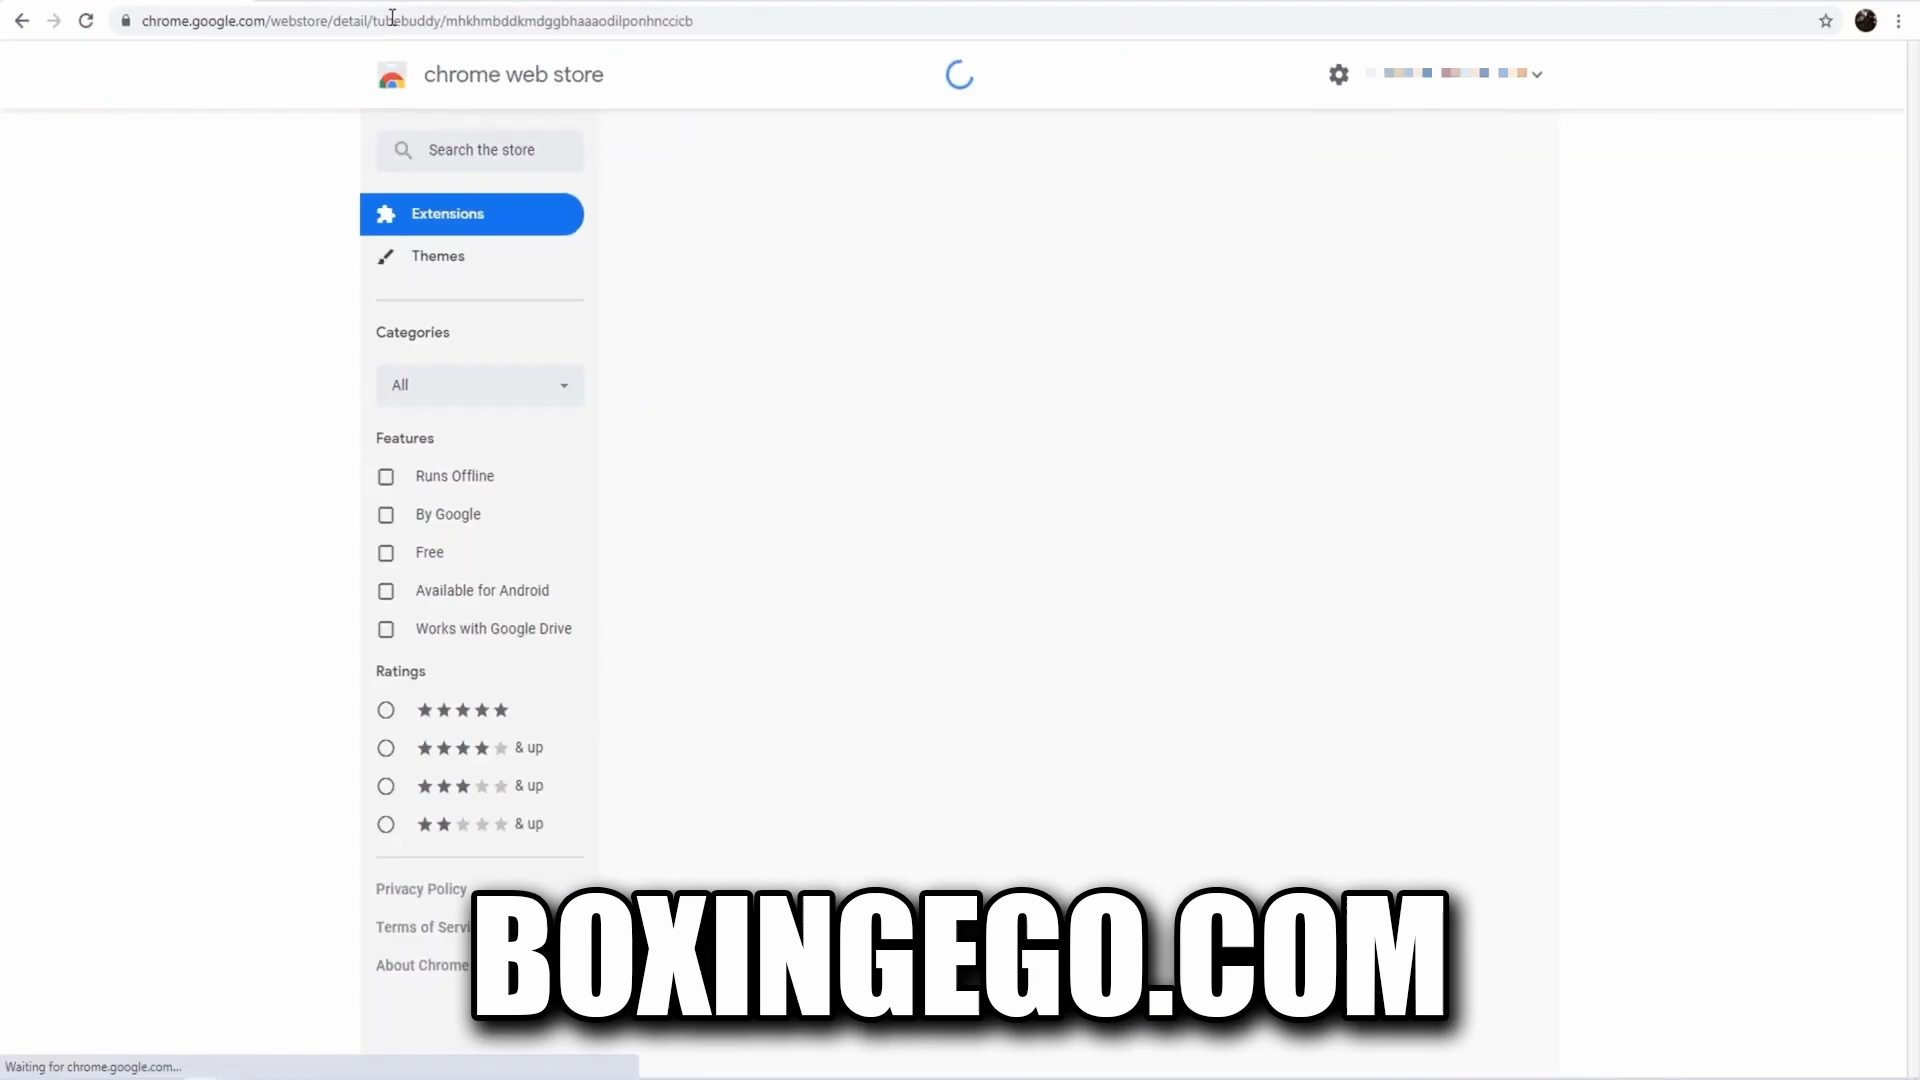 chrome.google.com/webstore/detail/tubebuddy/mhkhmbddkmdggbhaaaodilponhnccicb
chrome web store
Search the store
Extensions
Themes
Categories
All
Features
Runs Offline
By Google
Free
Available for Android
Works with Google Drive
Ratings
& up
& up
& up
Privacy Policy
Terms of Servi
About Chrome
BOXINGEGO.COM
Waiting for chrome.google.com...